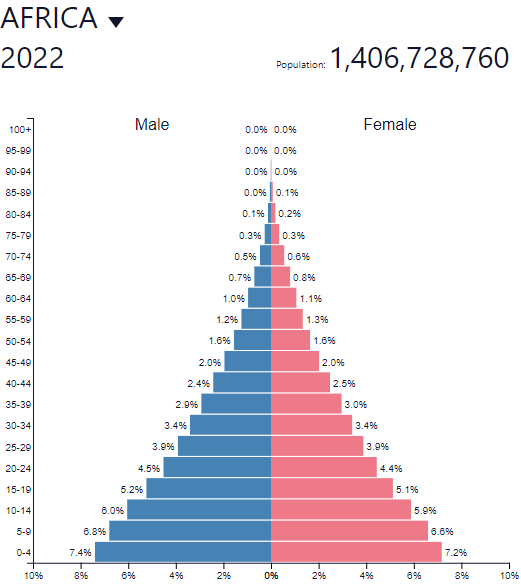 AFRICA
2022
Population: 1,406,728,760
Male Female
100+ 0.0% 0.0%
95-99 0.0% 0.0%
90-94 0.0% 0.0%
85-89 0.0% 0.1%
80-84 0.1% 0.2%
75-79 0.3% 0.3%
70-74 0.5% 0.6%
65-69 0.7% 0.8%
60-64 1.0% 1.1%
55-59 1.2% 1.3%
50-54 1.6% 1.6%
45-49 2.0% 2.0%
40-44 2.4% 2.5%
35-39 2.9% 3.0%
30-34 3.4% 3.4%
25-29 3.9% 3.9%
20-24 4.5% 4.4%
15-19 5.2% 5.1%
10-14 6.0% 5.9%
5-9 6.8% 6.6%
0-4 7.4% 7.2%
10% 8% 6% 4% 2% 0% 2% 4% 6% 8% 10%